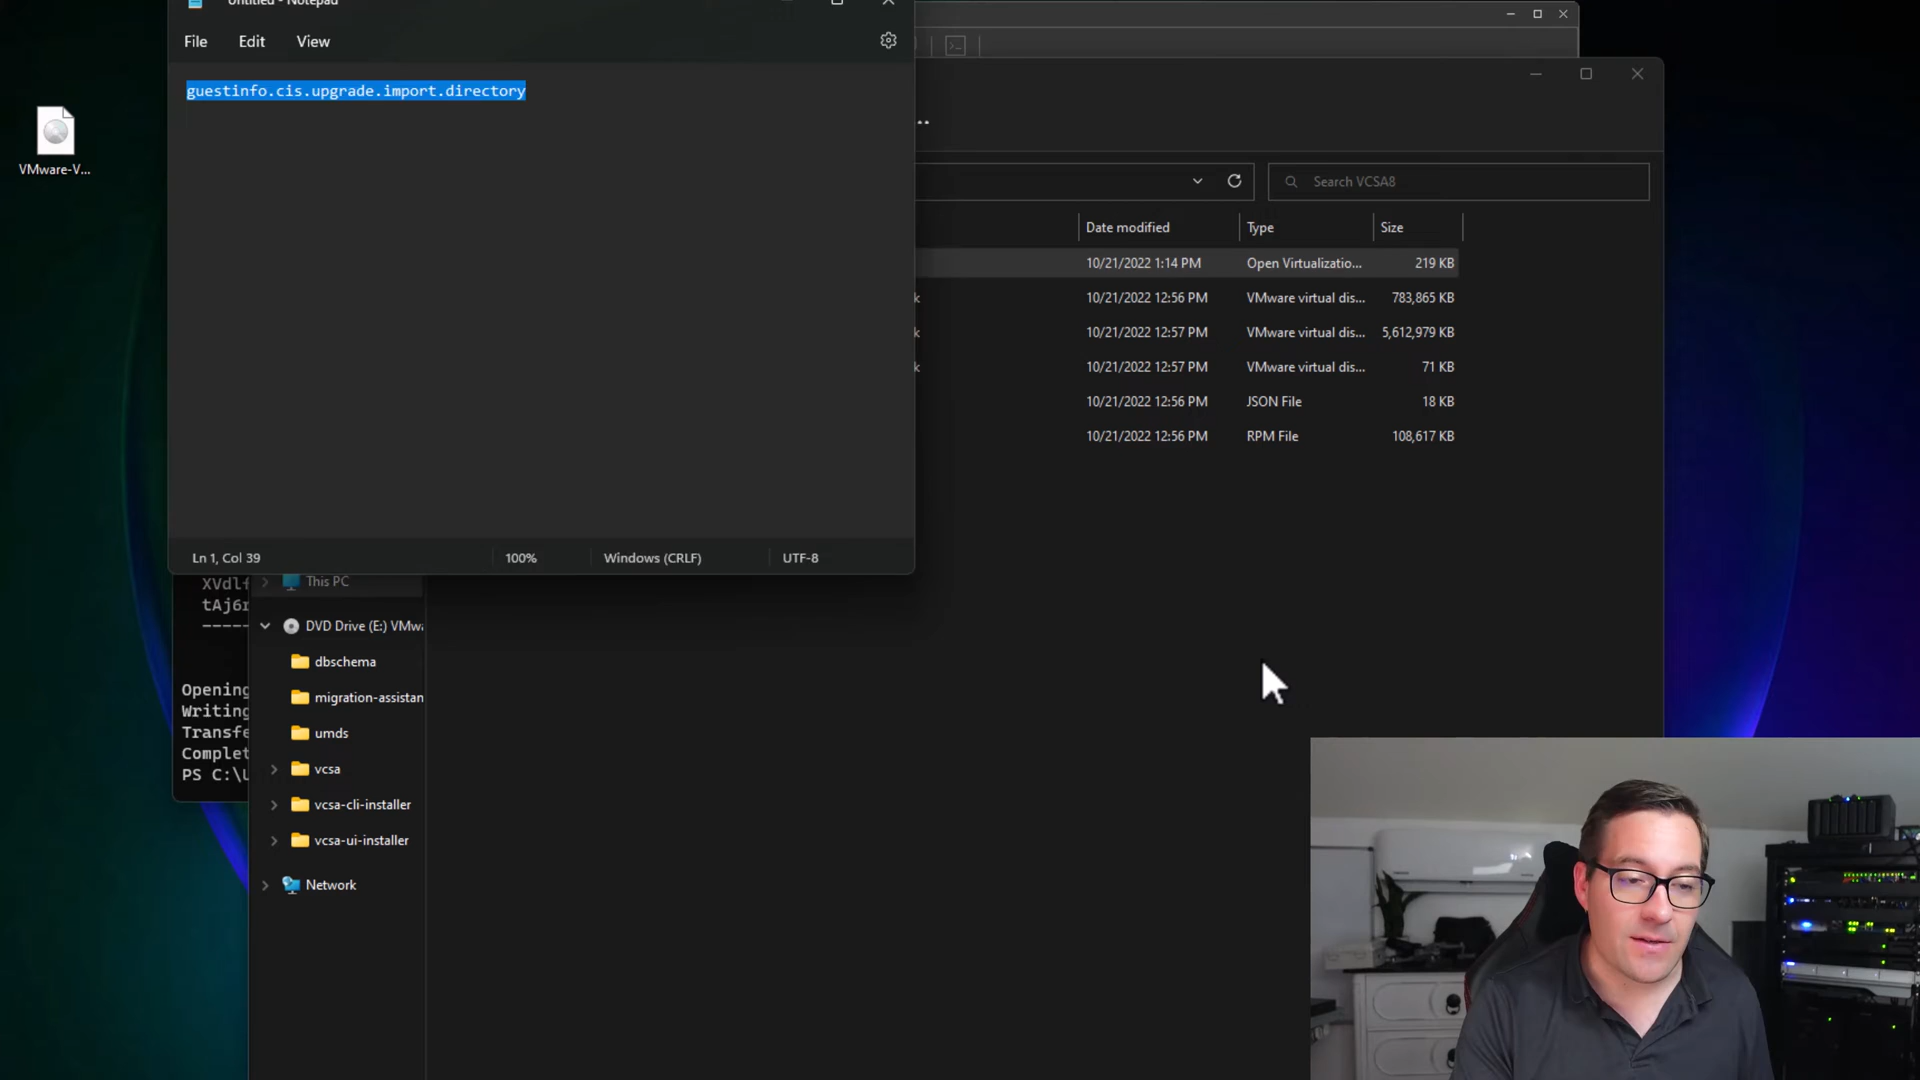 Untitled - Notepad
File Edit View
guestinfo.cis.upgrade.import.directory
VMware-V...
Search VCSA8
Date modified Type Size
10/21/2022 1:14 PM Open Virtualizatio... 219 KB
10/21/2022 12:56 PM VMware virtual dis... 783,865 KB
10/21/2022 12:57 PM VMware virtual dis... 5,612,979 KB
10/21/2022 12:57 PM VMware virtual dis... 71 KB
10/21/2022 12:56 PM JSON File 18 KB
10/21/2022 12:56 PM RPM File 108,617 KB
Ln 1, Col 39 100% Windows (CRLF) UTF-8
This PC
DVD Drive (E:) VMwa
dbschema
migration-assistan
umds
vcsa
vcsa-cli-installer
vcsa-ui-installer
Network
XVdlf
tAj6r
-----
Opening
Writing
Transfe
Complet
PS C:\U